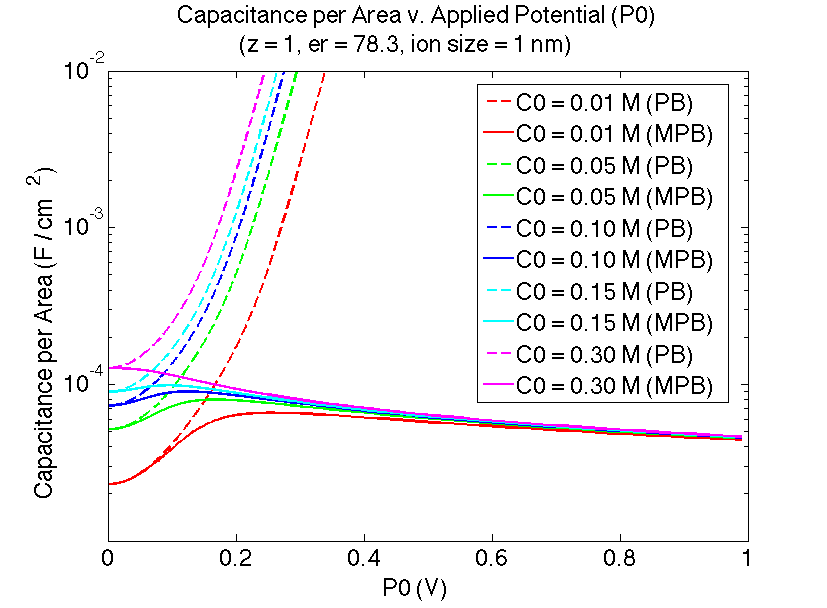 Capacitance per Area v. Applied Potential (P0)
(z = 1, er = 78.3, ion size = 1 nm)
Capacitance per Area (F / cm²)
10⁻²
10⁻³
10⁻⁴
C0 = 0.01 M (PB)
C0 = 0.01 M (MPB)
C0 = 0.05 M (PB)
C0 = 0.05 M (MPB)
C0 = 0.10 M (PB)
C0 = 0.10 M (MPB)
C0 = 0.15 M (PB)
C0 = 0.15 M (MPB)
C0 = 0.30 M (PB)
C0 = 0.30 M (MPB)
0 0.2 0.4 0.6 0.8 1
P0 (V)